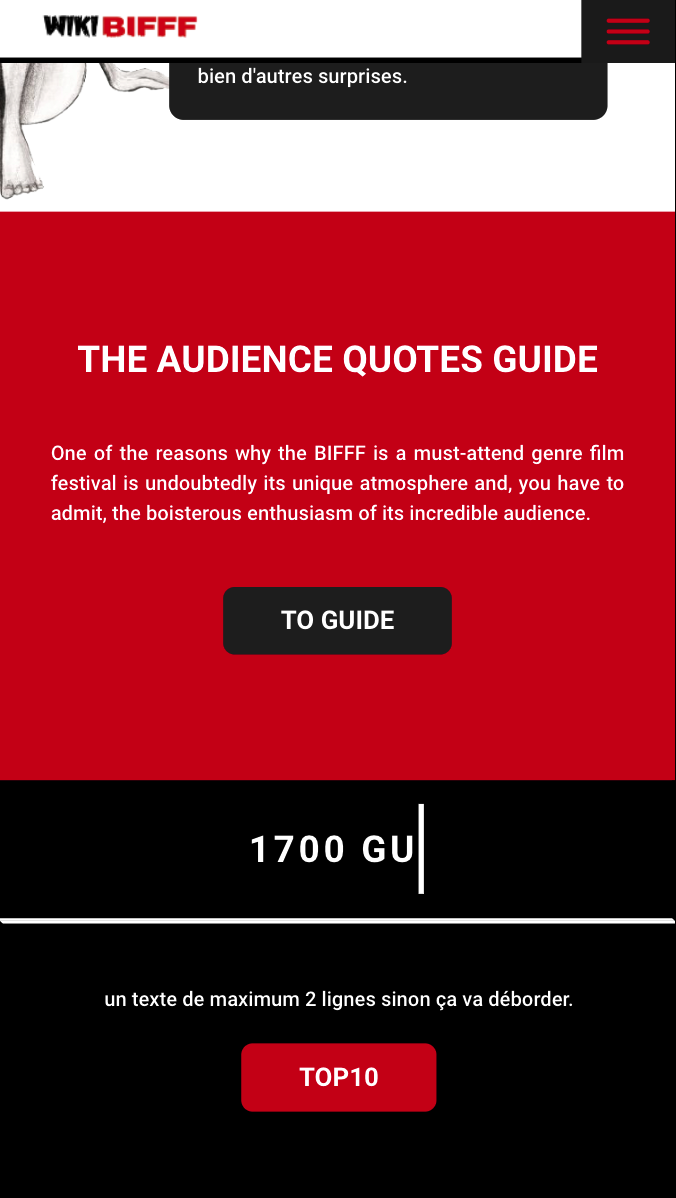 WIKI BIFFF
bien d'autres surprises.
THE AUDIENCE QUOTES GUIDE
One of the reasons why the BIFFF is a must-attend genre film
festival is undoubtedly its unique atmosphere and, you have to
admit, the boisterous enthusiasm of its incredible audience.
TO GUIDE
1700 GU
un texte de maximum 2 lignes sinon ça va déborder.
TOP10